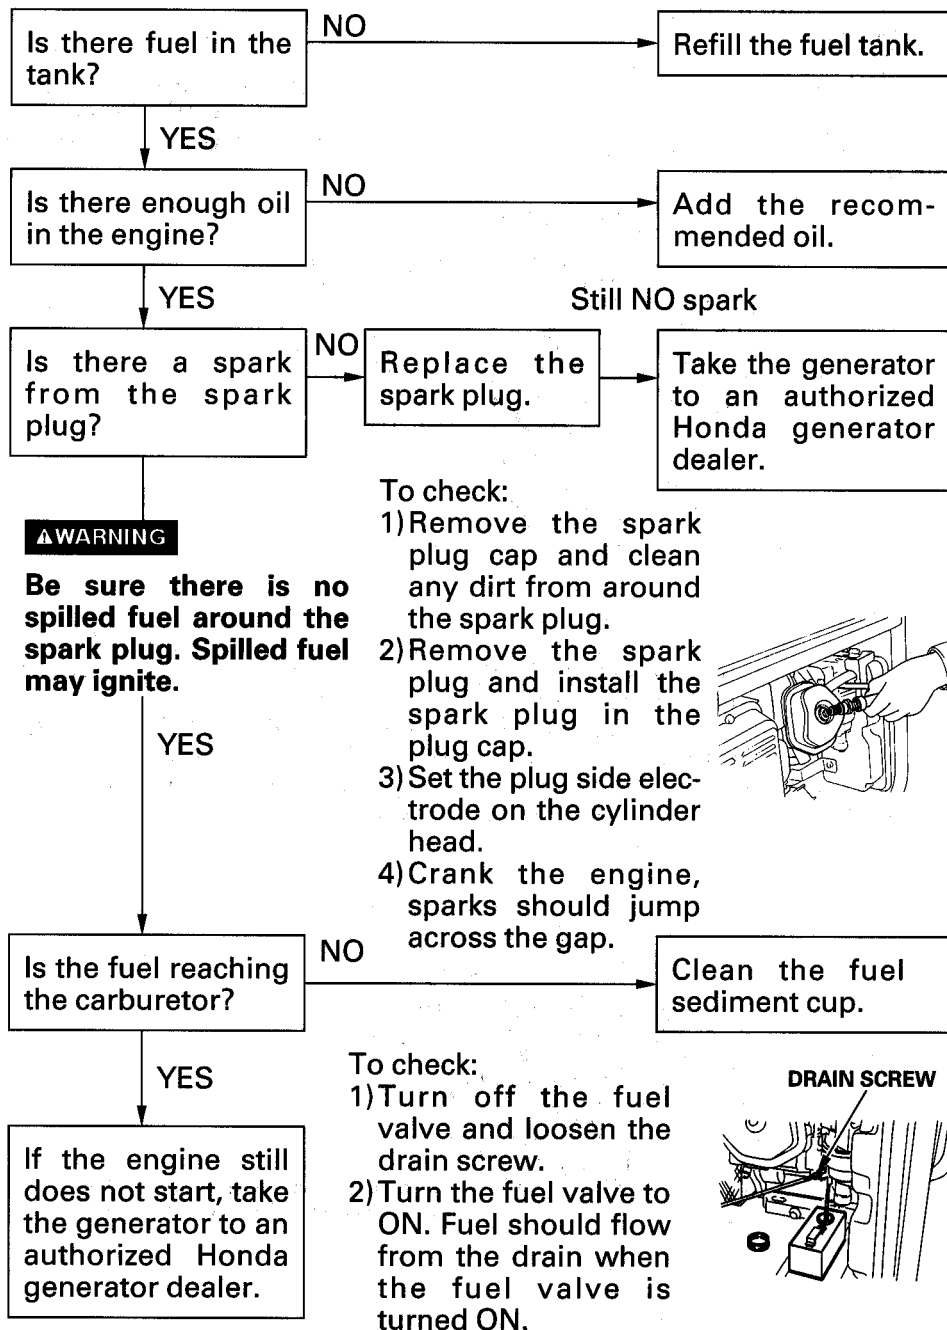 Is there fuel in the
tank?
NO
Refill the fuel tank.
YES
Is there enough oil
in the engine?
NO
Add the recom-
mended oil.
YES
Still NO spark
Is there a spark
from the spark
plug?
NO
Replace the
spark plug.
Take the generator
to an authorized
Honda generator
dealer.
⚠WARNING
Be sure there is no
spilled fuel around the
spark plug. Spilled fuel
may ignite.
YES
To check:
1) Remove the spark
plug cap and clean
any dirt from around
the spark plug.
2) Remove the spark
plug and install the
spark plug in the
plug cap.
3) Set the plug side elec-
trode on the cylinder
head.
4) Crank the engine,
sparks should jump
across the gap.
Is the fuel reaching
the carburetor?
NO
Clean the fuel
sediment cup.
YES
To check:
1) Turn off the fuel
valve and loosen the
drain screw.
2) Turn the fuel valve to
ON. Fuel should flow
from the drain when
the fuel valve is
turned ON.
DRAIN SCREW
If the engine still
does not start, take
the generator to an
authorized Honda
generator dealer.